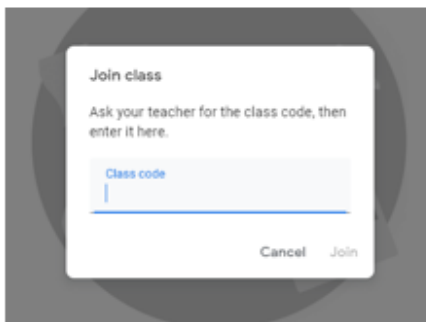 Join class
Ask your teacher for the class code, then
enter it here.
Class code
Cancel Join